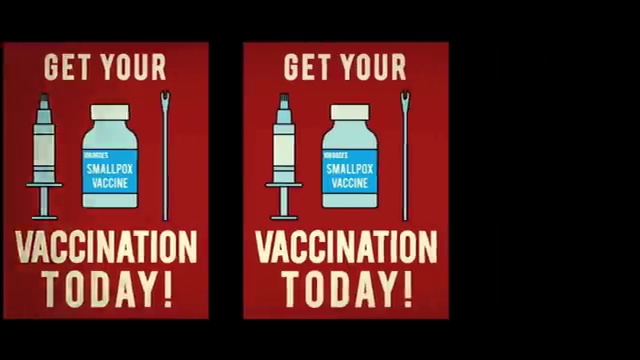 GET YOUR
SMALLPOX
VACCINE
VACCINATION
TODAY!
GET YOUR
SMALLPOX
VACCINE
VACCINATION
TODAY!